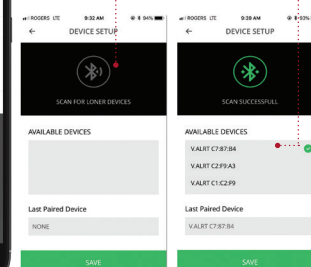 ROGERS LTE 9:32 AM 94%
DEVICE SETUP
SCAN FOR LONER DEVICES
AVAILABLE DEVICES
Last Paired Device
NONE
SAVE
ROGERS LTE 9:29 AM 93%
DEVICE SETUP
SCAN SUCCESSFULL
AVAILABLE DEVICES
V.ALRT C7:87:B4
V.ALRT C2:F9:A3
V.ALRT C1:C2:F9
Last Paired Device
V.ALRT C7:87:B4
SAVE